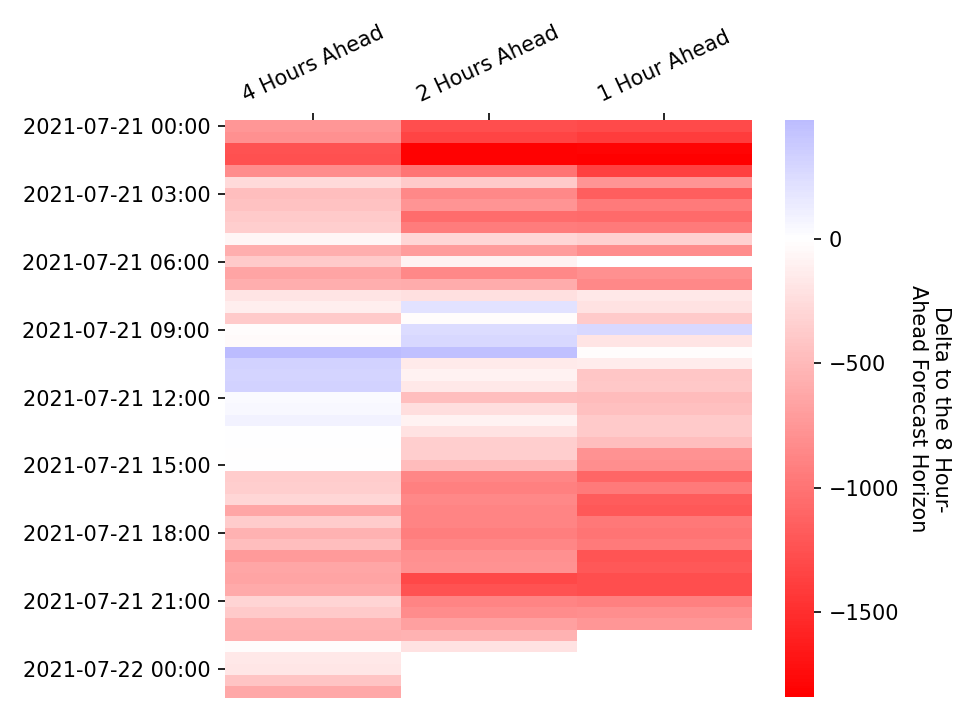 4 Hours Ahead
2 Hours Ahead
1 Hour Ahead
2021-07-21 00:00
2021-07-21 03:00
2021-07-21 06:00
2021-07-21 09:00
2021-07-21 12:00
2021-07-21 15:00
2021-07-21 18:00
2021-07-21 21:00
2021-07-22 00:00
0
−500
−1000
−1500
Delta to the 8 Hour-
Ahead Forecast Horizon